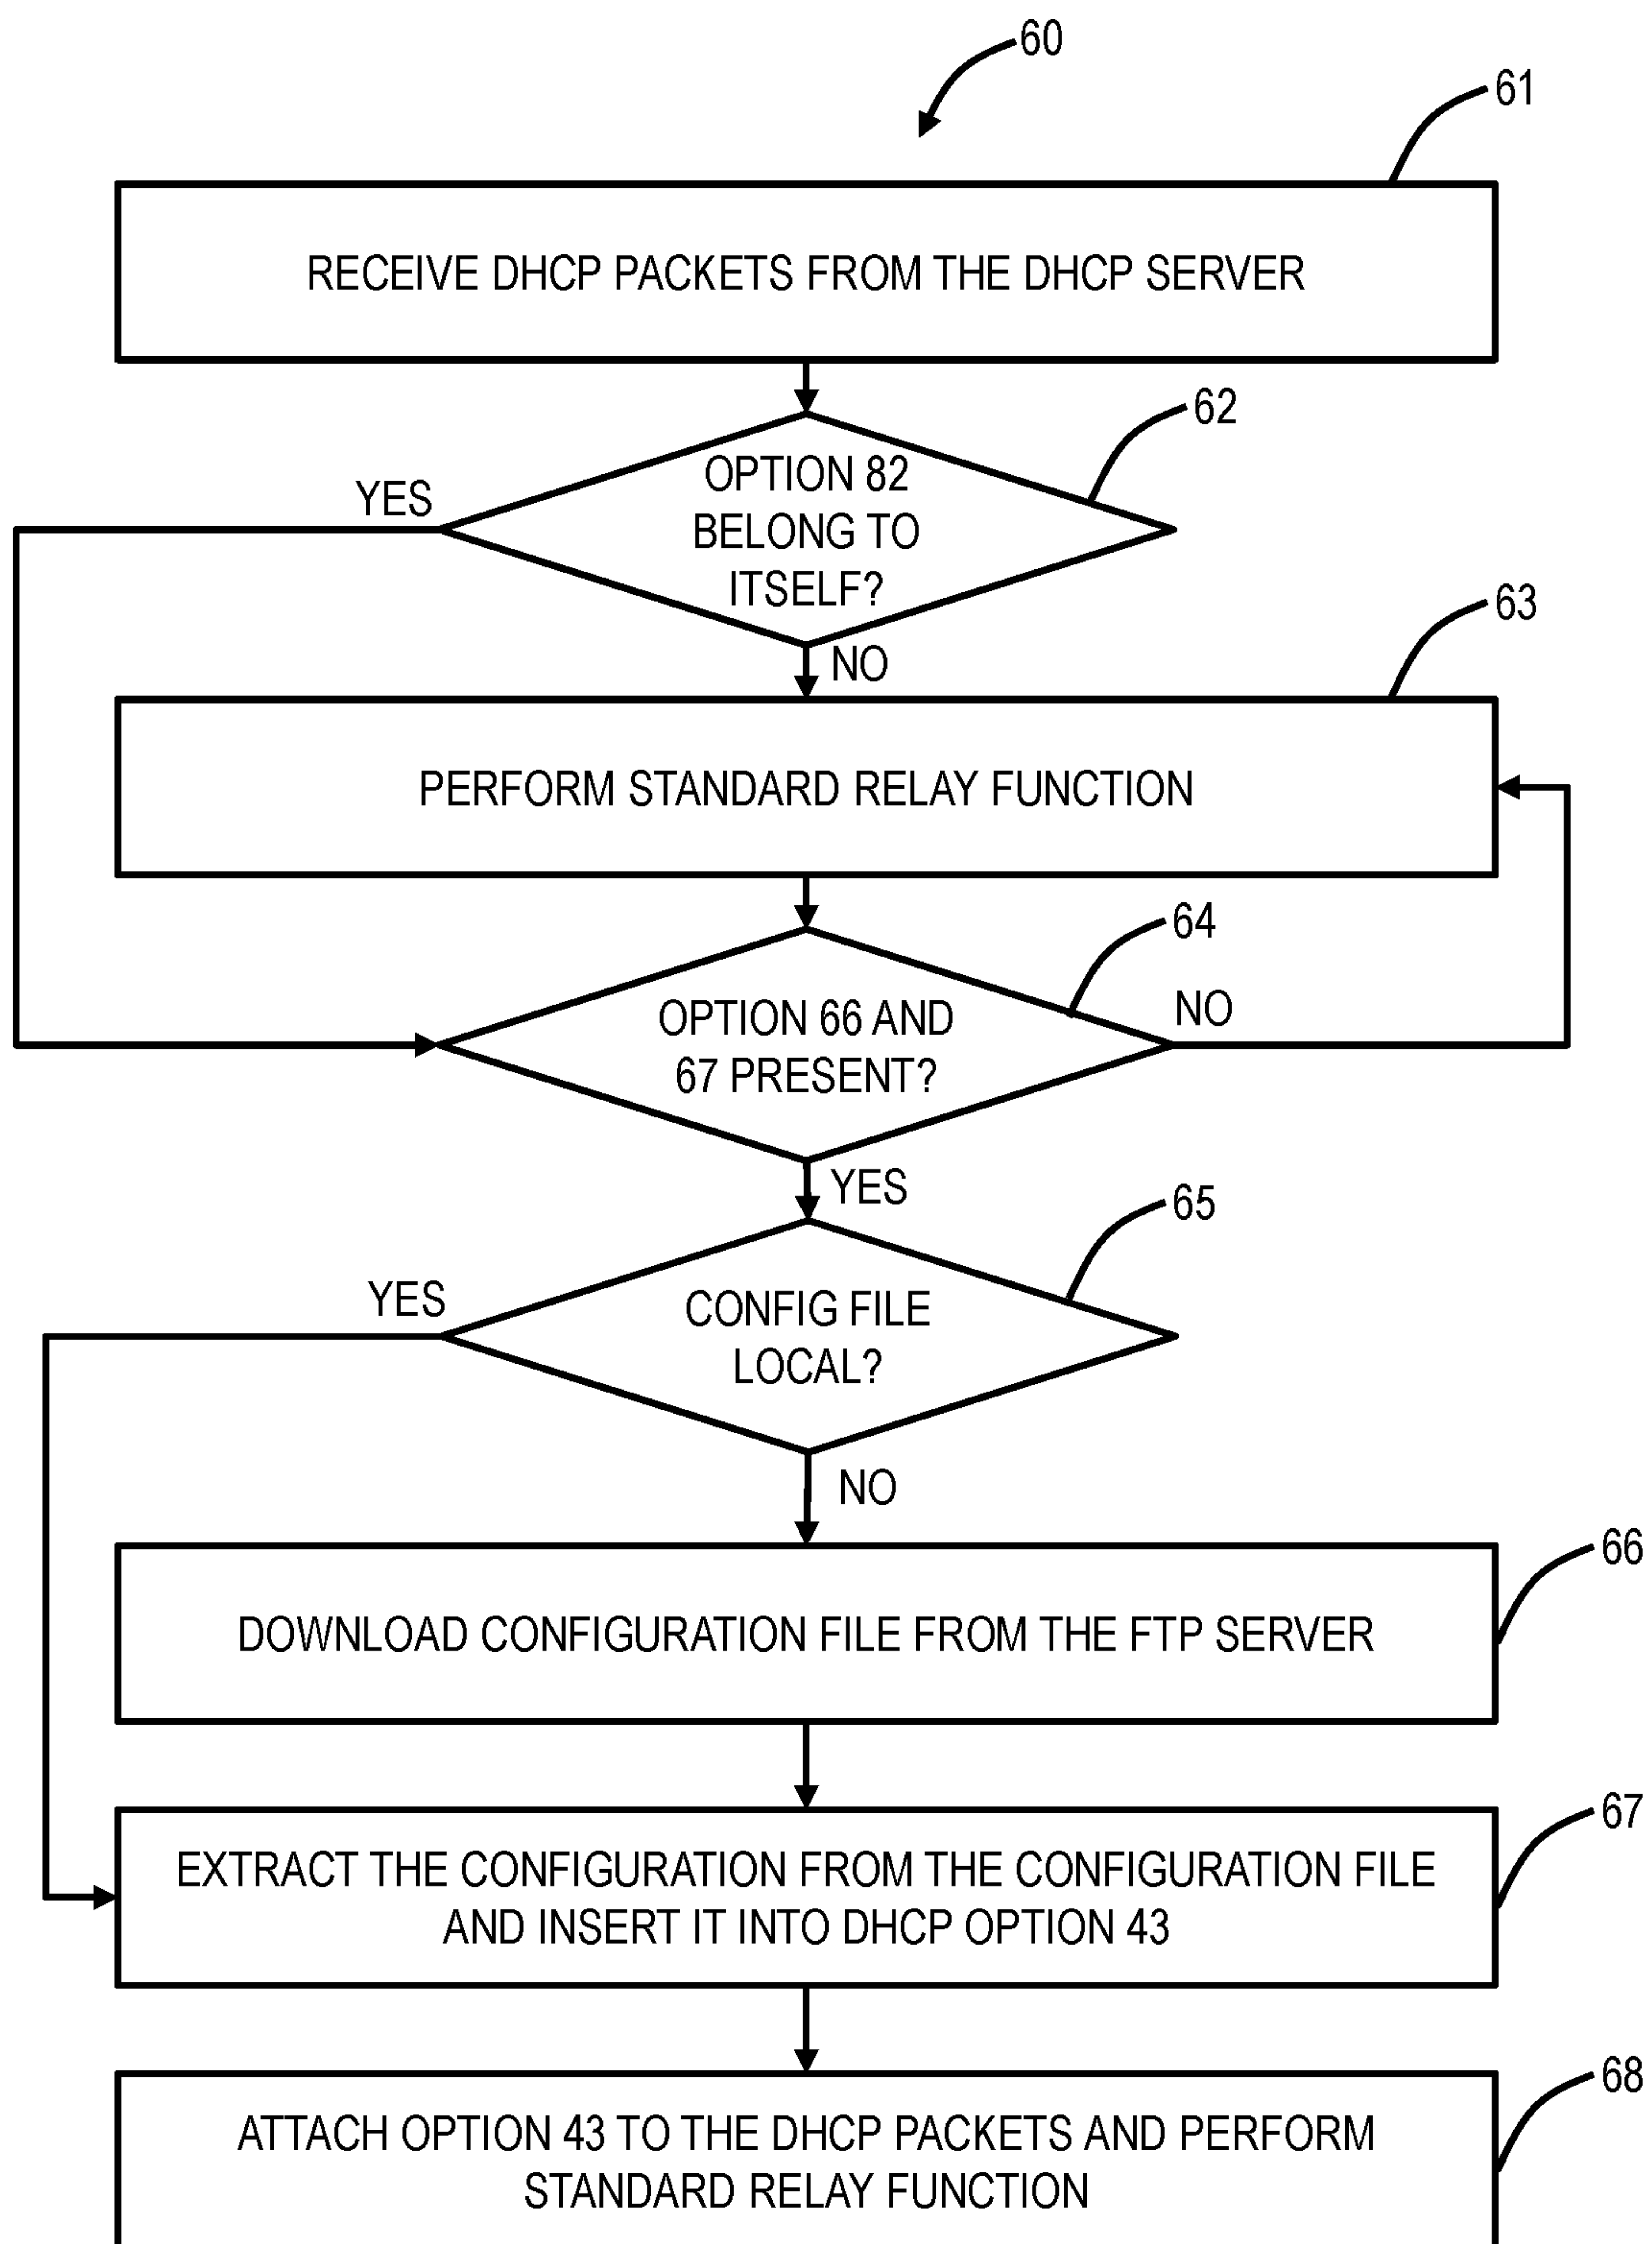 60
61
RECEIVE DHCP PACKETS FROM THE DHCP SERVER
62
YES
OPTION 82
BELONG TO
ITSELF?
NO
63
PERFORM STANDARD RELAY FUNCTION
64
OPTION 66 AND
67 PRESENT?
NO
YES
65
YES
CONFIG FILE
LOCAL?
NO
66
DOWNLOAD CONFIGURATION FILE FROM THE FTP SERVER
67
EXTRACT THE CONFIGURATION FROM THE CONFIGURATION FILE
AND INSERT IT INTO DHCP OPTION 43
68
ATTACH OPTION 43 TO THE DHCP PACKETS AND PERFORM
STANDARD RELAY FUNCTION